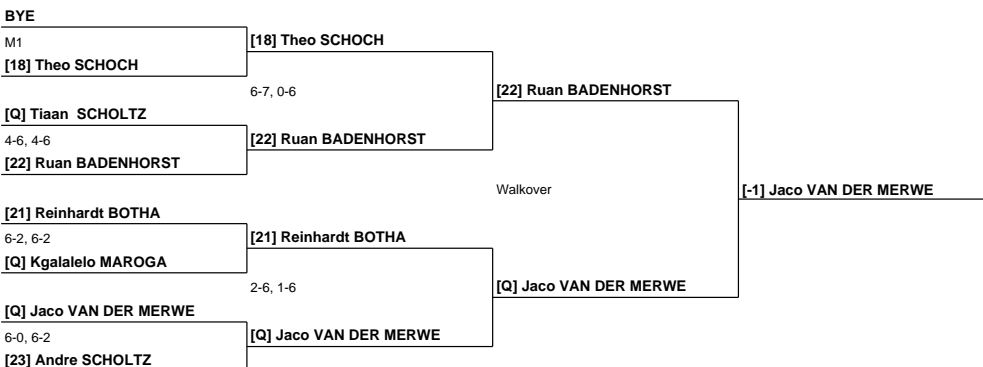 BYE
M1
[18] Theo SCHOCH
[18] Theo SCHOCH
6-7, 0-6
[22] Ruan BADENHORST
[Q] Tiaan  SCHOLTZ
4-6, 4-6
[22] Ruan BADENHORST
[22] Ruan BADENHORST
Walkover
[-1] Jaco VAN DER MERWE
[21] Reinhardt BOTHA
6-2, 6-2
[21] Reinhardt BOTHA
[Q] Kgalalelo MAROGA
2-6, 1-6
[Q] Jaco VAN DER MERWE
[Q] Jaco VAN DER MERWE
6-0, 6-2
[Q] Jaco VAN DER MERWE
[23] Andre SCHOLTZ